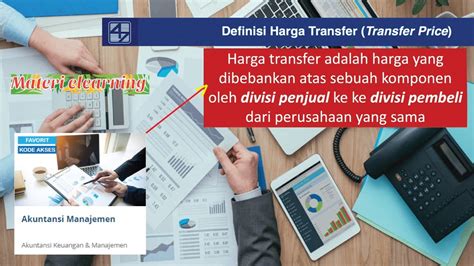 Definisi Harga Transfer (Transfer Price)
Harga transfer adalah harga yang
dibebankan atas sebuah komponen
oleh divisi penjual ke ke divisi pembeli
dari perusahaan yang sama
Materi elearning
FAVORIT
KODE AKSES
Akuntansi Manajemen
Akuntansi Keuangan & Manajemen